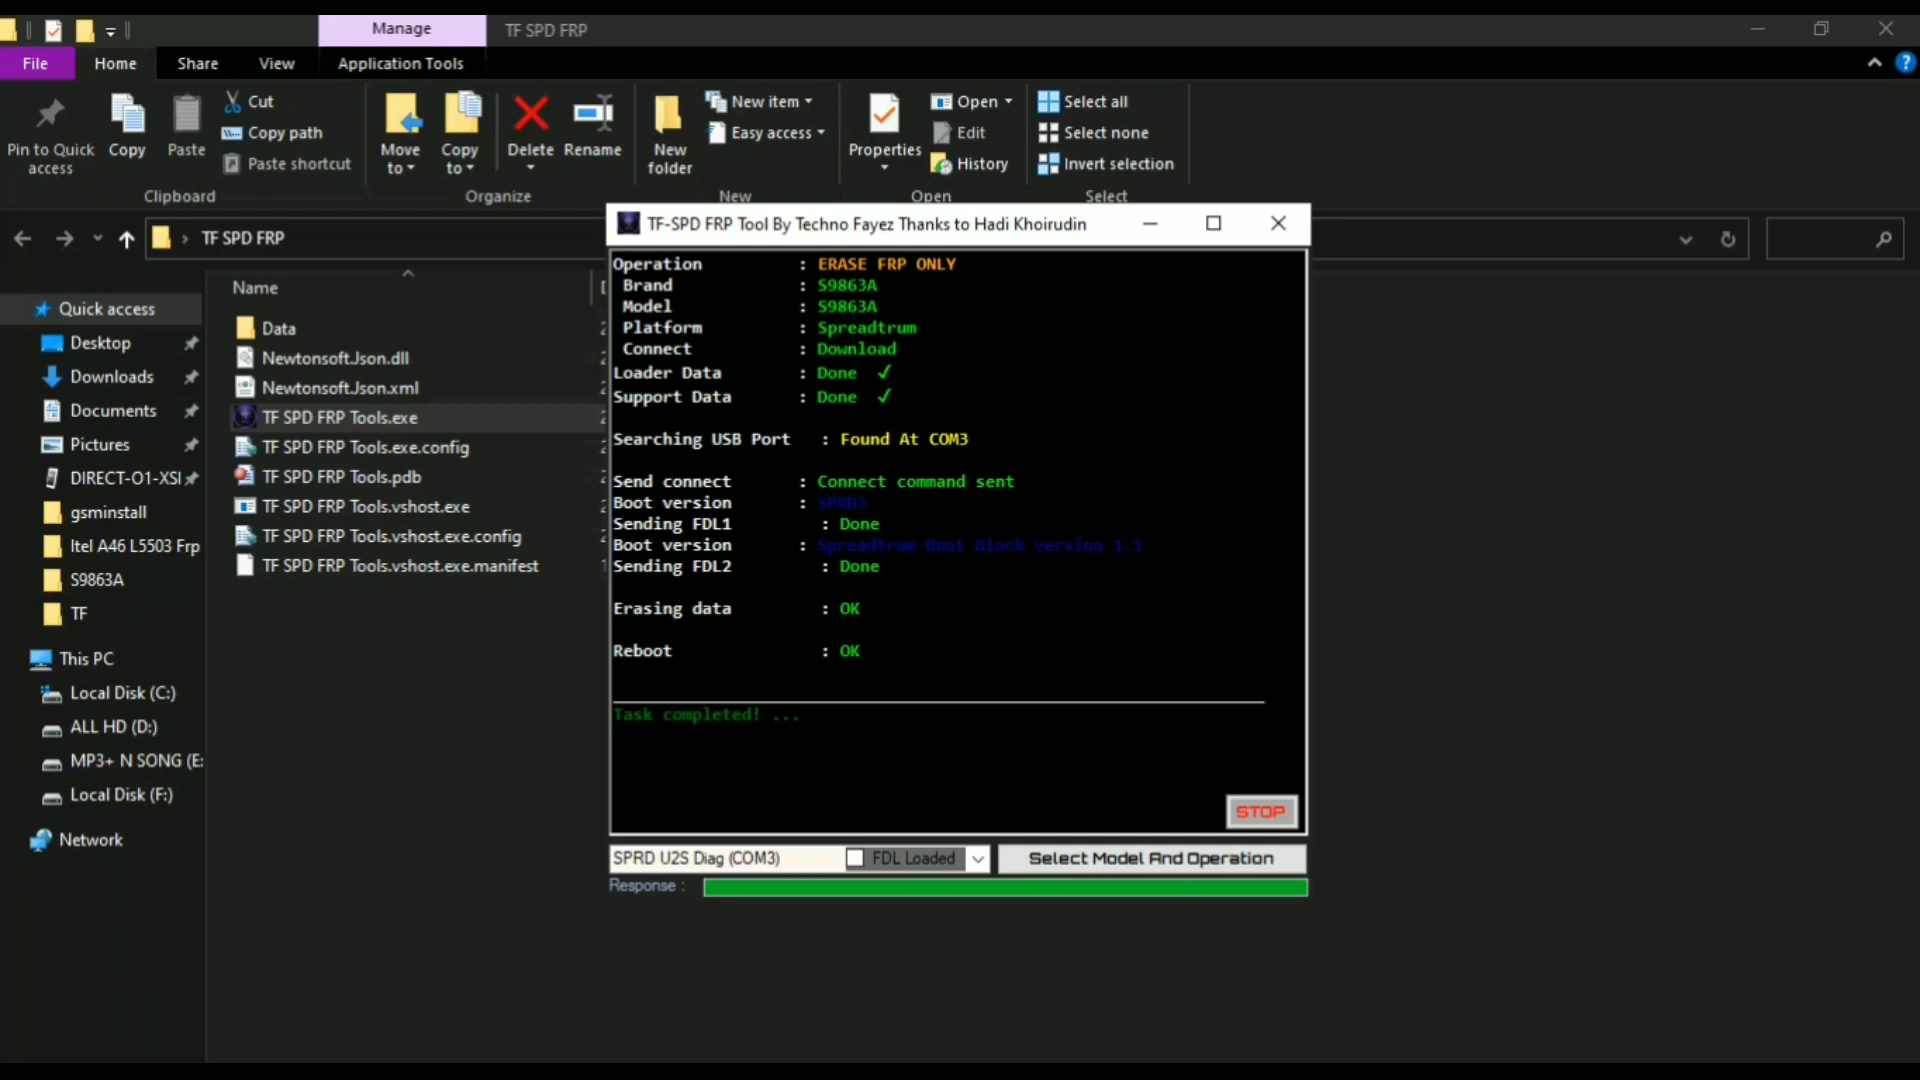 Manage
TF SPD FRP
File
Home
Share
View
Application Tools
Pin to Quick access
Copy
Paste
Cut
Copy path
Paste shortcut
Clipboard
Move to
Copy to
Delete
Rename
Organize
New folder
New item
Easy access
New
Properties
Open
Edit
History
Open
Select all
Select none
Invert selection
Select
TF SPD FRP
Quick access
Desktop
Downloads
Documents
Pictures
DIRECT-O1-XSI
gsminstall
Itel A46 L5503 Frp
S9863A
TF
This PC
Local Disk (C:)
ALL HD (D:)
MP3+ N SONG (E:
Local Disk (F:)
Network
Name
Data
Newtonsoft.Json.dll
Newtonsoft.Json.xml
TF SPD FRP Tools.exe
TF SPD FRP Tools.exe.config
TF SPD FRP Tools.pdb
TF SPD FRP Tools.vshost.exe
TF SPD FRP Tools.vshost.exe.config
TF SPD FRP Tools.vshost.exe.manifest
TF-SPD FRP Tool By Techno Fayez Thanks to Hadi Khoirudin
Operation : ERASE FRP ONLY
Brand : S9863A
Model : S9863A
Platform : Spreadtrum
Connect : Download
Loader Data : Done ✓
Support Data : Done ✓
Searching USB Port : Found At COM3
Send connect : Connect command sent
Boot version : SPRD3
Sending FDL1 : Done
Boot version : Spreadtrum Boot Block version 1.1
Sending FDL2 : Done
Erasing data : OK
Reboot : OK
Task completed! ...
STOP
SPRD U2S Diag (COM3)
FDL Loaded
Select Model And Operation
Response :